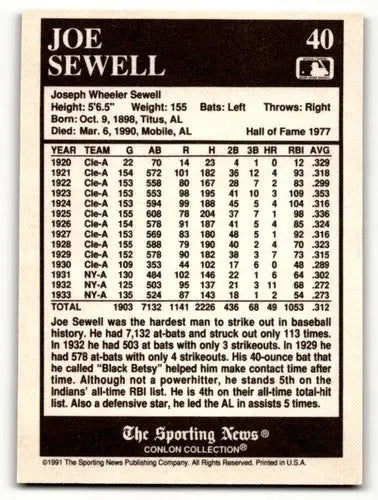 JOE
SEWELL
40
Joseph Wheeler Sewell
Height: 5'6.5" Weight: 155 Bats: Left Throws: Right
Born: Oct. 9, 1898, Titus, AL
Died: Mar. 6, 1990, Mobile, AL Hall of Fame 1977
YEAR TEAM G AB R H 2B 3B HR RBI AVG
1920 Cle-A 22 70 14 23 4 1 0 12 .329
1921 Cle-A 154 572 101 182 36 12 4 93 .318
1922 Cle-A 153 558 80 167 28 7 2 83 .299
1923 Cle-A 153 553 98 195 41 10 3 109 .353
1924 Cle-A 153 594 99 188 45 5 4 104 .316
1925 Cle-A 155 608 78 204 37 7 1 98 .336
1926 Cle-A 154 578 91 187 41 5 4 85 .324
1927 Cle-A 153 569 83 180 48 5 1 92 .316
1928 Cle-A 155 588 79 190 40 2 4 70 .323
1929 Cle-A 152 578 90 182 38 3 7 73 .315
1930 Cle-A 109 353 44 102 17 6 0 48
1931 NY-A 130 484 102 146 22 1 6 64 .302
1932 NY-A 125 503 95 137 21 3 11 68 .272
1933 NY-A 135 524 87 143 18 1 2 54 .273
TOTAL 1903 7132 1141 2226 436 68 49 1053 .312
Joe Sewell was the hardest man to strike out in baseball
history. He had 7,132 at-bats and struck out only 113 times.
In 1932 he had 503 at bats with only 3 strikeouts. In 1929 he
had 578 at-bats with only 4 strikeouts. His 40-ounce bat that
he called "Black Betsy" helped him make contact time after
time. Although not a powerhitter, he stands 5th on the
Indians' all-time RBI list. He is 4th on their all-time total-hit
list. Also a defensive star, he led the AL in assists 5 times.
The Sporting News®
CONLON COLLECTION®
©1991 The Sporting News Publishing Company. All Rights Reserved. Printed in U.S.A.